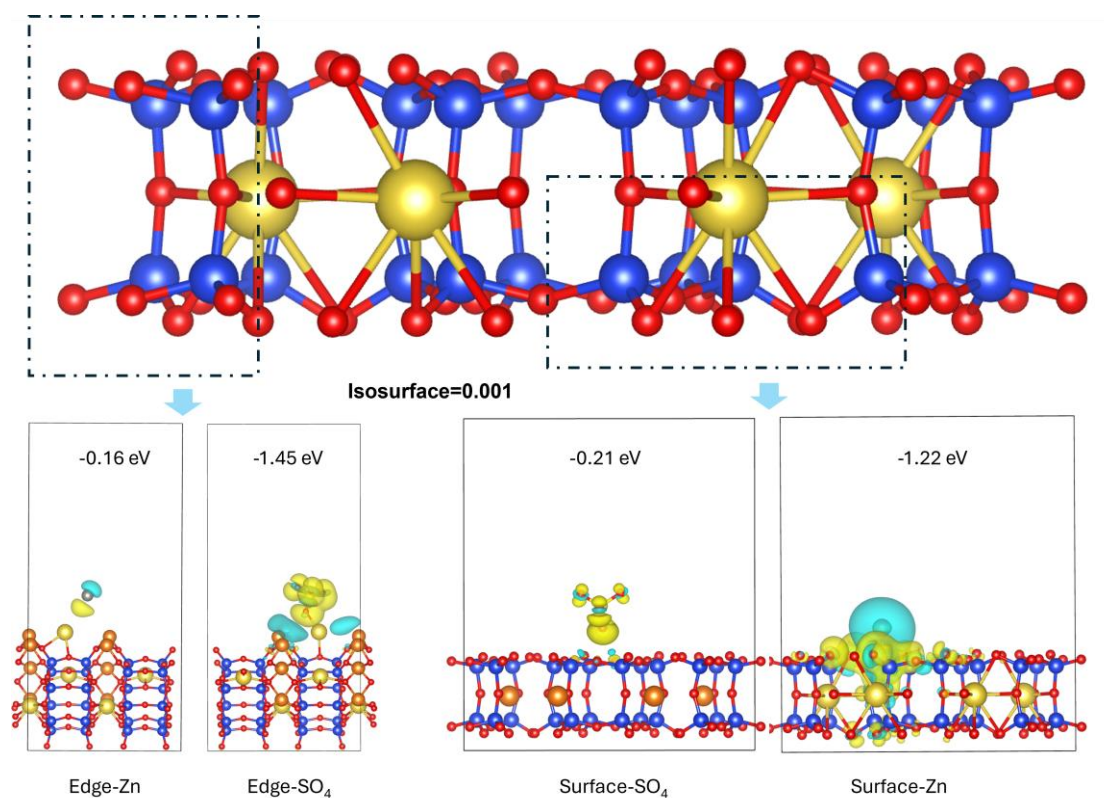 Isosurface=0.001
-0.16 eV
-1.45 eV
-0.21 eV
-1.22 eV
Edge-Zn
Edge-SO₄
Surface-SO₄
Surface-Zn